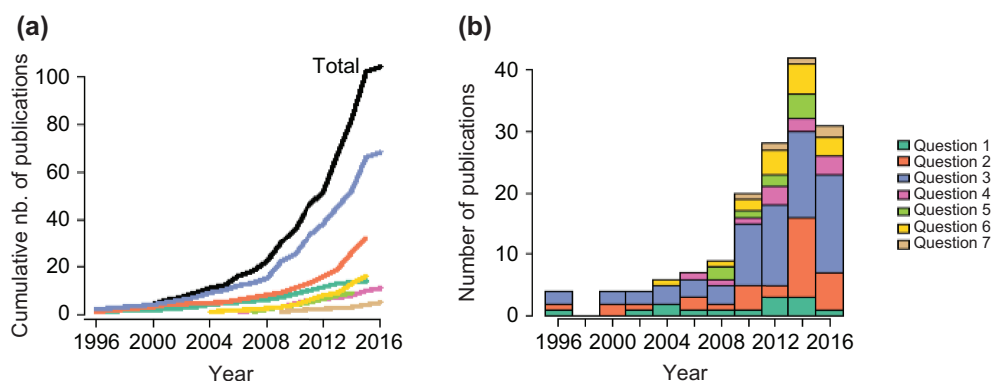 (a)
Total
100
80
60
40
20
0
1996 2000 2004 2008 2012 2016
Year
Cumulative nb. of publications
(b)
40
30
20
10
0
1996 2000 2004 2008 2012 2016
Year
Number of publications
Question 1
Question 2
Question 3
Question 4
Question 5
Question 6
Question 7